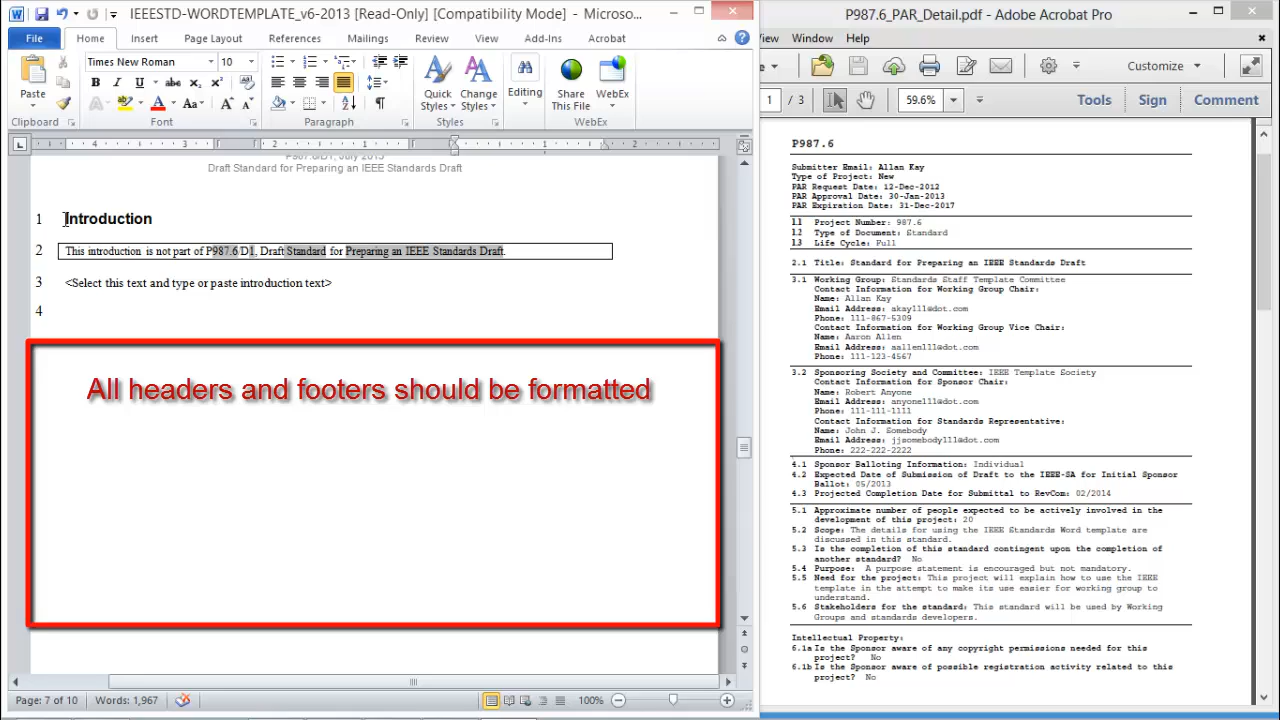 IEEESTD-WORDTEMPLATE_v6-2013 [Read-Only] [Compatibility Mode] - Microso...
File Home Insert Page Layout References Mailings Review View Add-Ins Acrobat
Times New Roman 10
Paste
Quick Styles
Change Styles
Editing
Share This File
WebEx
Clipboard Font Paragraph Styles WebEx
P987.6/D1, July 2013
Draft Standard for Preparing an IEEE Standards Draft
1 Introduction
2 This introduction is not part of P987.6/D1, Draft Standard for Preparing an IEEE Standards Draft.
3 <Select this text and type or paste introduction text>
4
All headers and footers should be formatted
Page: 7 of 10 Words: 1,967 100%
P987.6_PAR_Detail.pdf - Adobe Acrobat Pro
View Window Help
Customize
1 / 3 59.6% Tools Sign Comment
P987.6
Submitter Email: Allan Kay
Type of Project: New
PAR Request Date: 12-Dec-2012
PAR Approval Date: 30-Jan-2013
PAR Expiration Date: 31-Dec-2017
1.1 Project Number: 987.6
1.2 Type of Document: Standard
1.3 Life Cycle: Full
2.1 Title: Standard for Preparing an IEEE Standards Draft
3.1 Working Group: Standards Staff Template Committee
Contact Information for Working Group Chair:
Name: Allan Kay
Email Address: akay111@dot.com
Phone: 111-867-5309
Contact Information for Working Group Vice Chair:
Name: Aaron Allen
Email Address: aallen111@dot.com
Phone: 111-123-4567
3.2 Sponsoring Society and Committee: IEEE Template Society
Contact Information for Sponsor Chair:
Name: Robert Anyone
Email Address: anyone111@dot.com
Phone: 111-111-1111
Contact Information for Standards Representative:
Name: John J. Somebody
Email Address: jjsomebody111@dot.com
Phone: 222-222-2222
4.1 Sponsor Balloting Information: Individual
4.2 Expected Date of Submission of Draft to the IEEE-SA for Initial Sponsor
Ballot: 05/2013
4.3 Projected Completion Date for Submittal to RevCom: 02/2014
5.1 Approximate number of people expected to be actively involved in the
development of this project: 20
5.2 Scope: The details for using the IEEE Standards Word template are
discussed in this standard.
5.3 Is the completion of this standard contingent upon the completion of
another standard? No
5.4 Purpose: A purpose statement is encouraged but not mandatory.
5.5 Need for the project: This project will explain how to use the IEEE
template in the attempt to make its use easier for working group to
understand.
5.6 Stakeholders for the standard: This standard will be used by Working
Groups and standards developers.
Intellectual Property:
6.1a Is the Sponsor aware of any copyright permissions needed for this
project? No
6.1b Is the Sponsor aware of possible registration activity related to this
project? No